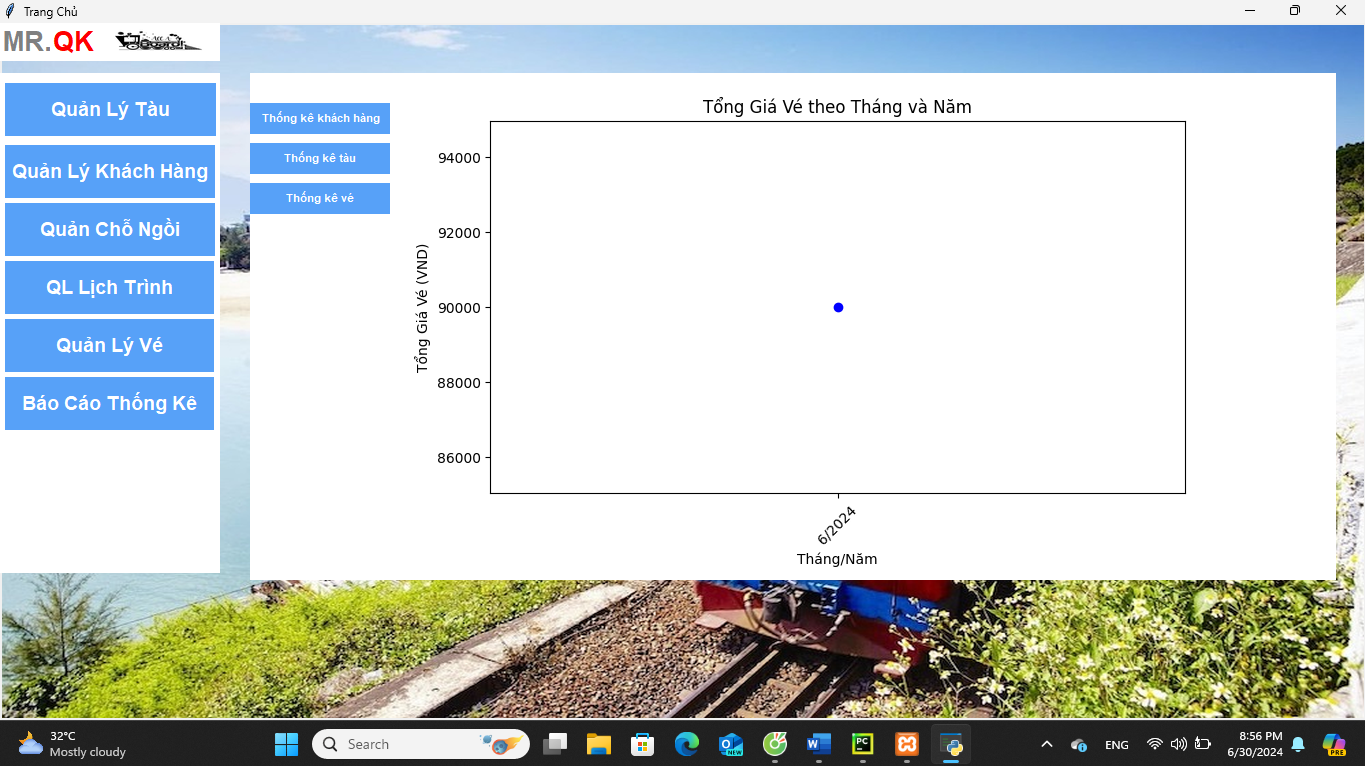 Trang Chủ
MR.QK
Quản Lý Tàu
Quản Lý Khách Hàng
Quản Chỗ Ngồi
QL Lịch Trình
Quản Lý Vé
Báo Cáo Thống Kê
Thống kê khách hàng
Thống kê tàu
Thống kê vé
Tổng Giá Vé theo Tháng và Năm
Tổng Giá Vé (VND)
94000
92000
90000
88000
86000
6/2024
Tháng/Năm
32°C
Mostly cloudy
Search
NEW
W
PC
ENG
8:56 PM
6/30/2024
PRE